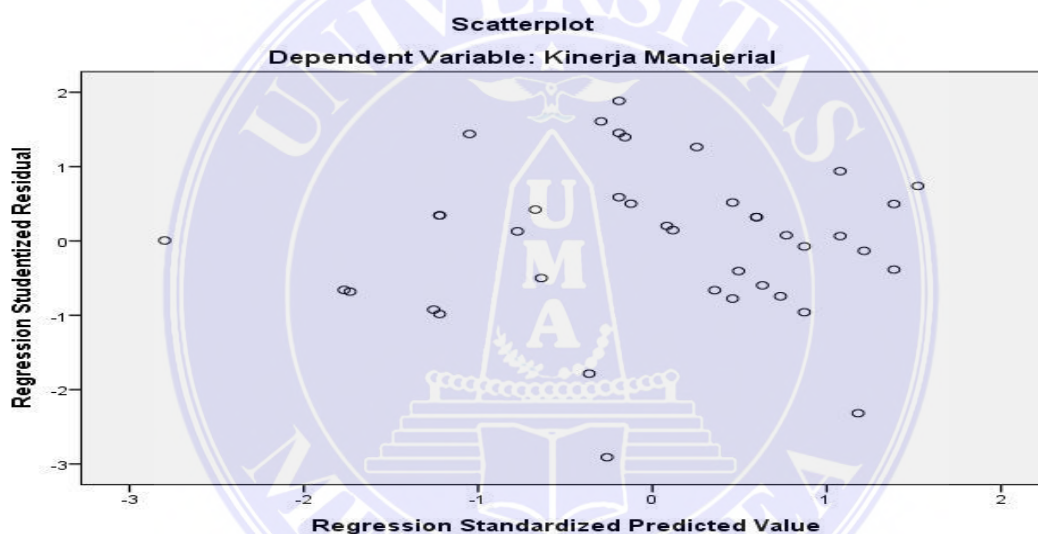 Scatterplot
Dependent Variable: Kinerja Manajerial
UNIVERSITAS
Regression Studentized Residual
2
1
0
-1
-2
-3
U
M
A
-3
-2
-1
0
1
2
Regression Standardized Predicted Value